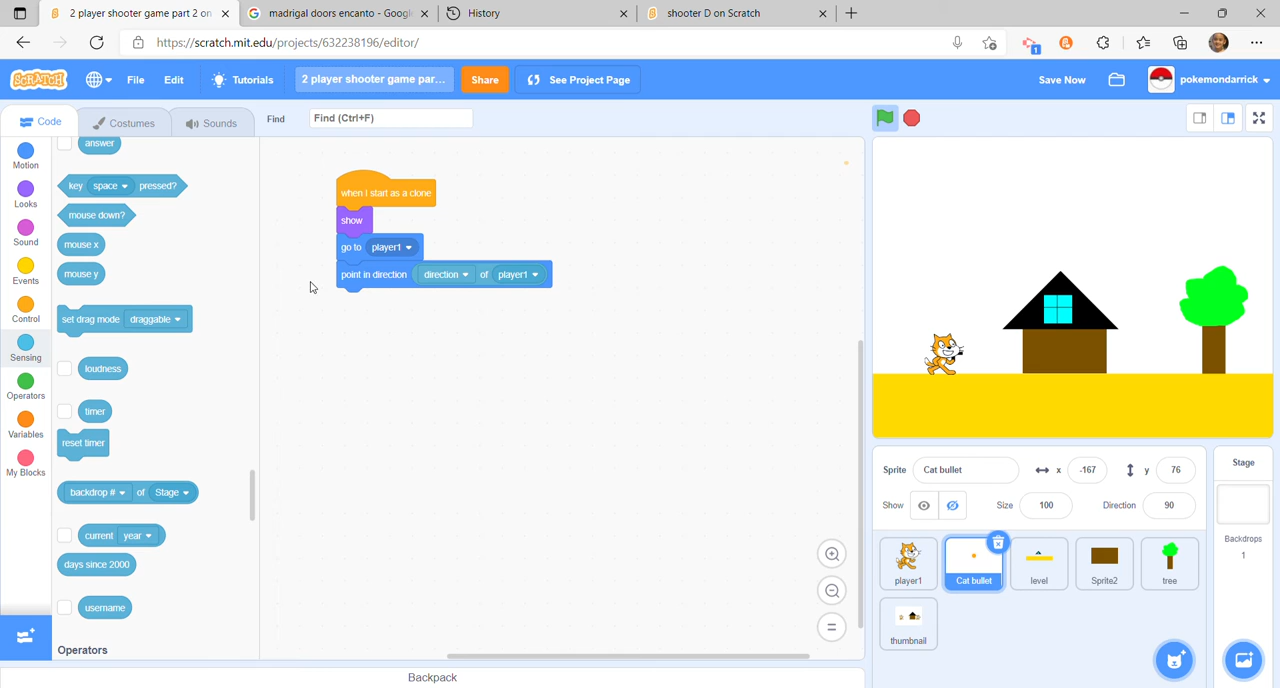 2 player shooter game part 2 on
madrigal doors encanto - Google
History
shooter D on Scratch
https://scratch.mit.edu/projects/632238196/editor/
1
SCRATCH
File
Edit
Tutorials
2 player shooter game par...
Share
See Project Page
Save Now
pokemondarrick
Code
Costumes
Sounds
Find
Find (Ctrl+F)
Motion
Looks
Sound
Events
Control
Sensing
Operators
Variables
My Blocks
answer
key space pressed?
mouse down?
mouse x
mouse y
set drag mode draggable
loudness
timer
reset timer
backdrop # of Stage
current year
days since 2000
username
Operators
when I start as a clone
show
go to player1
point in direction direction of player1
Sprite Cat bullet x -167 y 76
Show Size 100 Direction 90
player1
Cat bullet
level
Sprite2
tree
thumbnail
Stage
Backdrops
1
Backpack